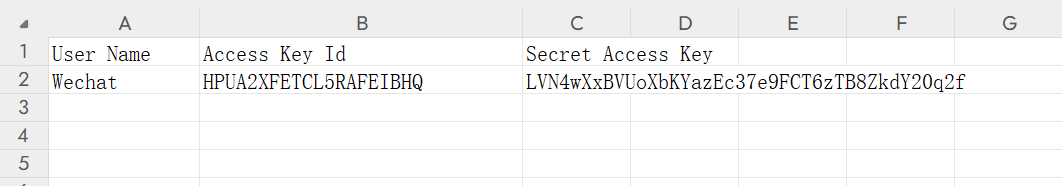 A B C D E F G
1 User Name Access Key Id Secret Access Key
2 Wechat HPUA2XFETCL5RAFEIBHQ LVN4wXxBVUoXbKYazEc37e9FCT6zTB8ZkdY20q2f
3
4
5